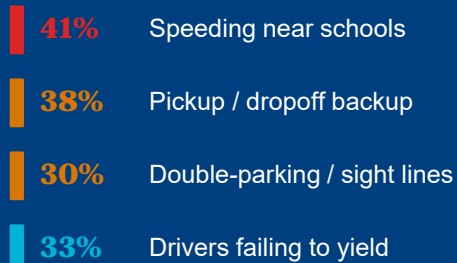 41% Speeding near schools
38% Pickup / dropoff backup
30% Double-parking / sight lines
33% Drivers failing to yield